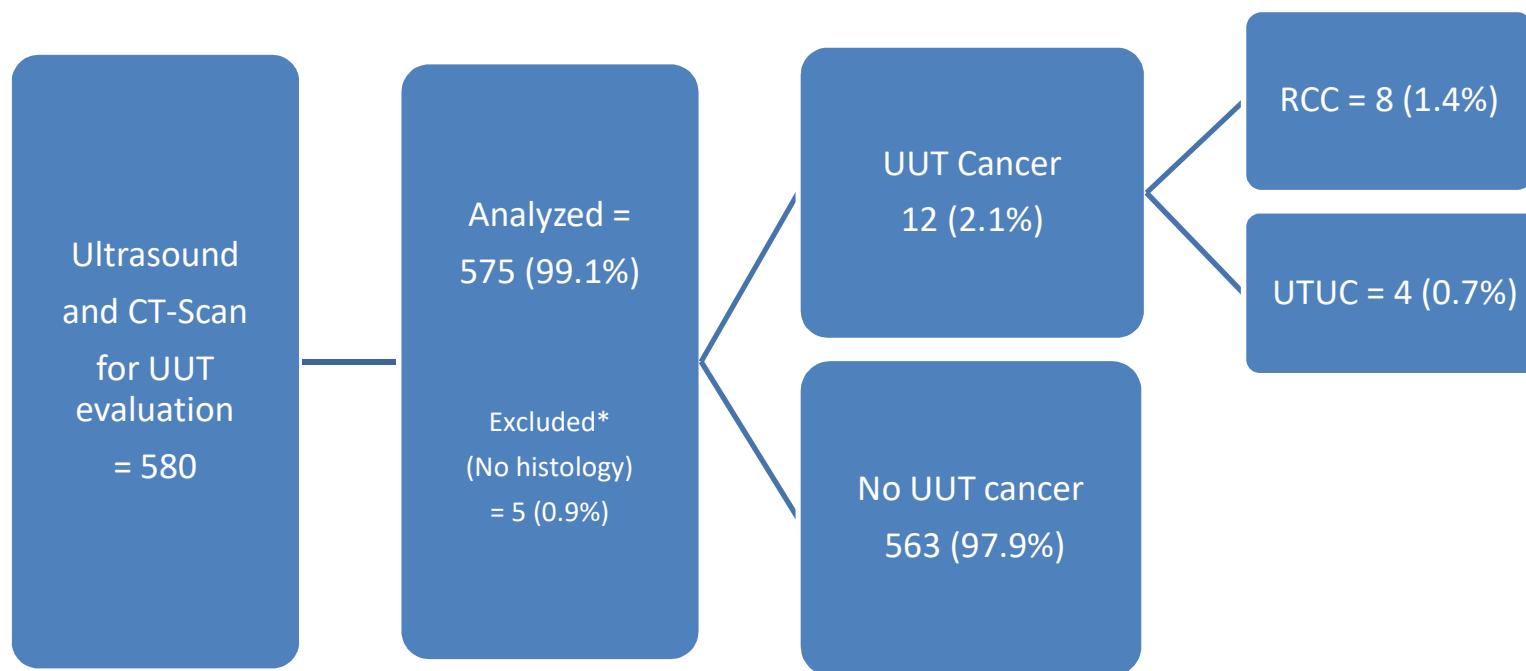 Ultrasound
and CT-Scan
for UUT
evaluation
= 580
Analyzed =
575 (99.1%)
Excluded*
(No histology)
= 5 (0.9%)
UUT Cancer
12 (2.1%)
No UUT cancer
563 (97.9%)
RCC = 8 (1.4%)
UTUC = 4 (0.7%)